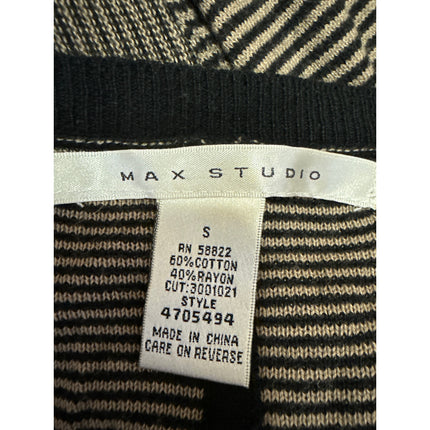 MAX STUDIO
S
RN 58822
60%COTTON
40%RAYON
CUT:3001021
STYLE
4705494
MADE IN CHINA
CARE ON REVERSE